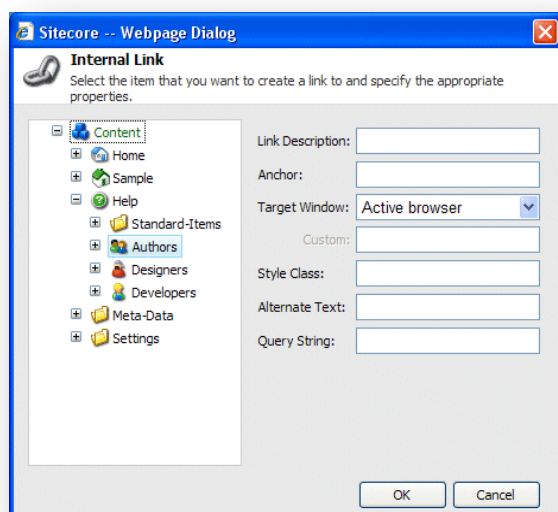 Sitecore -- Webpage Dialog
Internal Link
Select the item that you want to create a link to and specify the appropriate
properties.
Content
Home
Sample
Help
Standard-Items
Authors
Designers
Developers
Meta-Data
Settings
Link Description:
Anchor:
Target Window: Active browser
Custom:
Style Class:
Alternate Text:
Query String:
OK Cancel